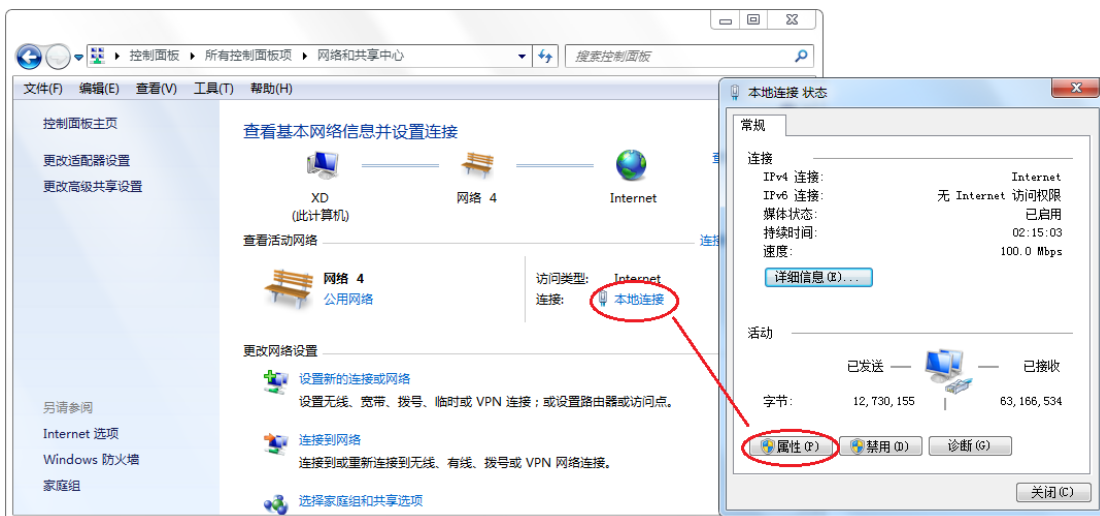 控制面板 ▸ 所有控制面板项 ▸ 网络和共享中心
搜索控制面板
文件(F) 编辑(E) 查看(V) 工具(T) 帮助(H)
控制面板主页
更改适配器设置
更改高级共享设置
另请参阅
Internet 选项
Windows 防火墙
家庭组
查看基本网络信息并设置连接
XD
(此计算机)
网络 4
Internet
查看活动网络
连接
网络 4
公用网络
访问类型: Internet
连接: 本地连接
更改网络设置
设置新的连接或网络
设置无线、宽带、拨号、临时或 VPN 连接；或设置路由器或访问点。
连接到网络
连接到或重新连接到无线、有线、拨号或 VPN 网络连接。
选择家庭组和共享选项
本地连接 状态
常规
连接
IPv4 连接: Internet
IPv6 连接: 无 Internet 访问权限
媒体状态: 已启用
持续时间: 02:15:03
速度: 100.0 Mbps
详细信息(E)...
活动
已发送 — — 已接收
字节: 12,730,155 | 63,166,534
属性(P) 禁用(D) 诊断(G)
关闭(C)